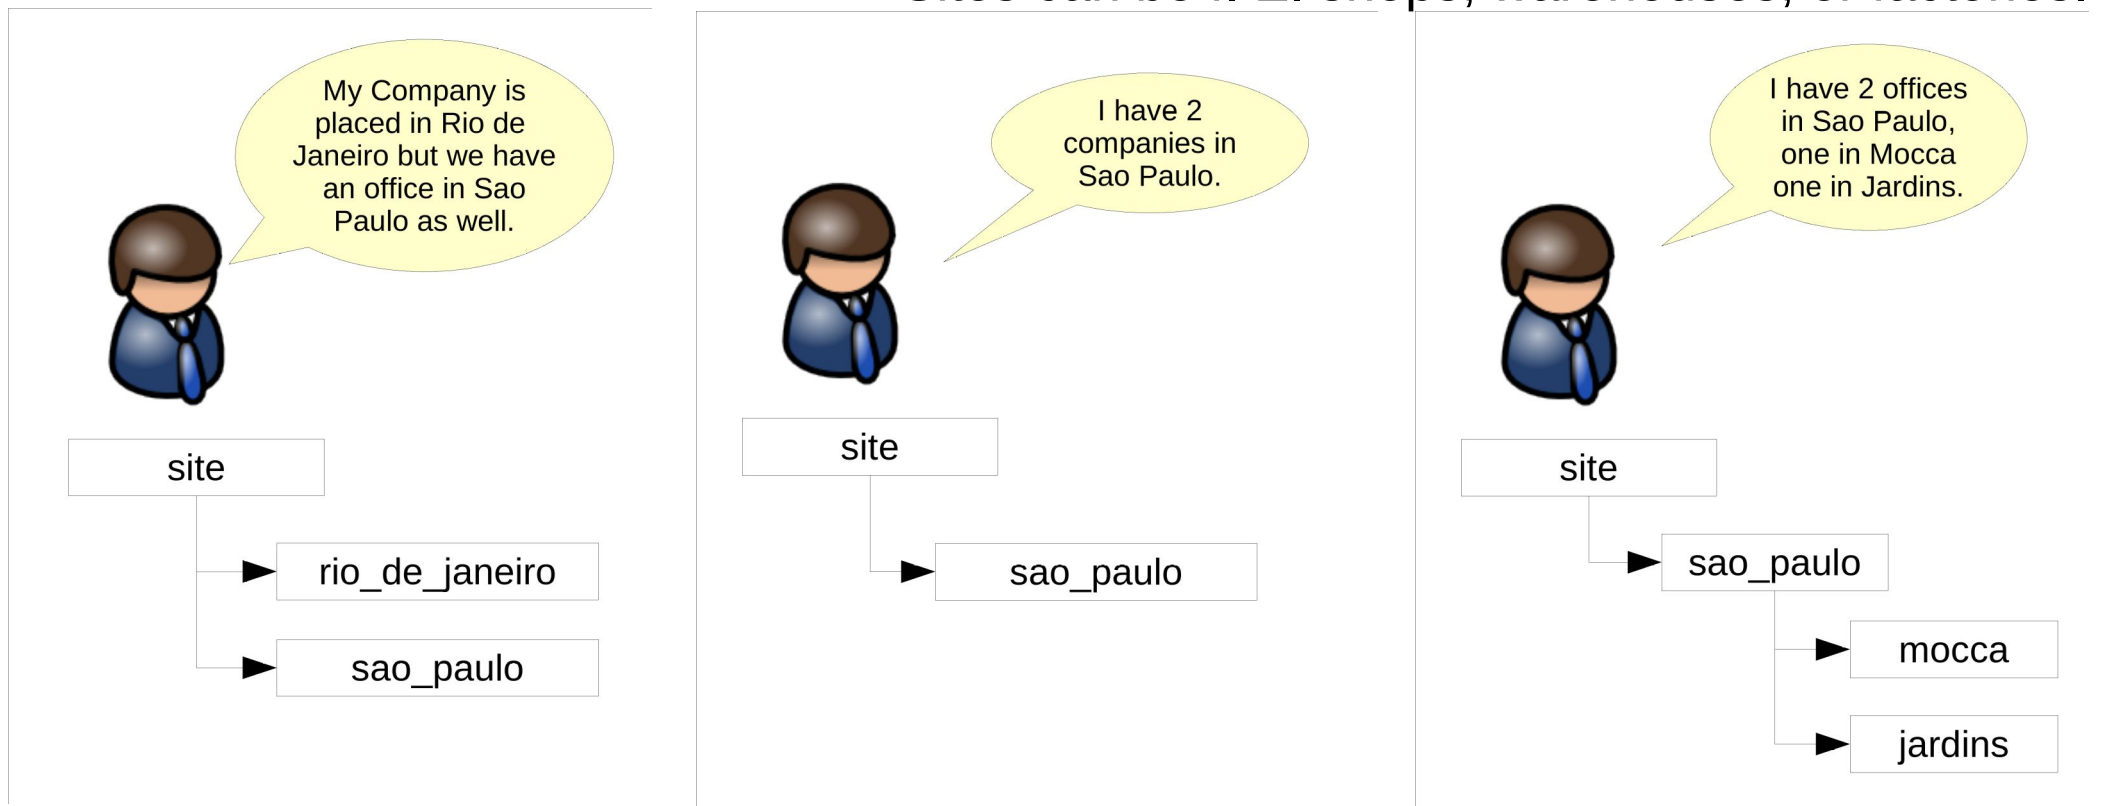 My Company is
placed in Rio de
Janeiro but we have
an office in Sao
Paulo as well.
site
rio_de_janeiro
sao_paulo
I have 2
companies in
Sao Paulo.
site
sao_paulo
I have 2 offices
in Sao Paulo,
one in Mocca
one in Jardins.
site
sao_paulo
mocca
jardins